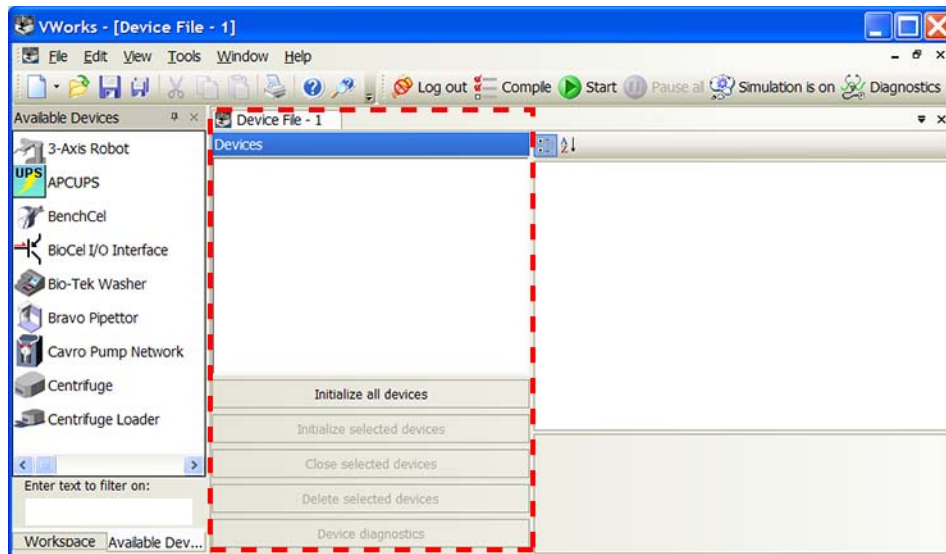 VWorks - [Device File - 1]
File Edit View Tools Window Help
Log out Compile Start Pause all Simulation is on Diagnostics
Available Devices
Device File - 1
3-Axis Robot
UPS
APCUPS
BenchCel
BioCel I/O Interface
Bio-Tek Washer
Bravo Pipettor
Cavro Pump Network
Centrifuge
Centrifuge Loader
Enter text to filter on:
Workspace Available Dev...
Devices
Initialize all devices
Initialize selected devices
Close selected devices
Delete selected devices
Device diagnostics